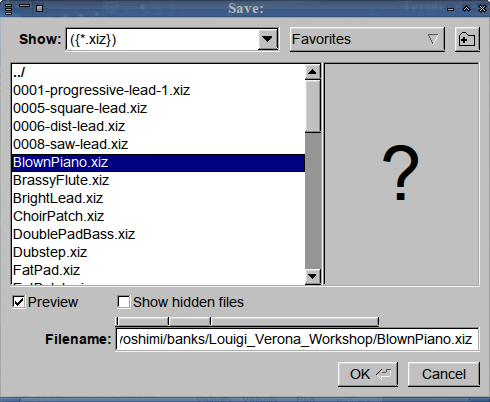 Save:
Show: ({*.xiz}) Favorites
../
0001-progressive-lead-1.xiz
0005-square-lead.xiz
0006-dist-lead.xiz
0008-saw-lead.xiz
BlownPiano.xiz
BrassyFlute.xiz
BrightLead.xiz
ChoirPatch.xiz
DoublePadBass.xiz
Dubstep.xiz
FatPad.xiz
?
Preview Show hidden files
Filename: yoshimi/banks/Louigi_Verona_Workshop/BlownPiano.xiz
OK Cancel